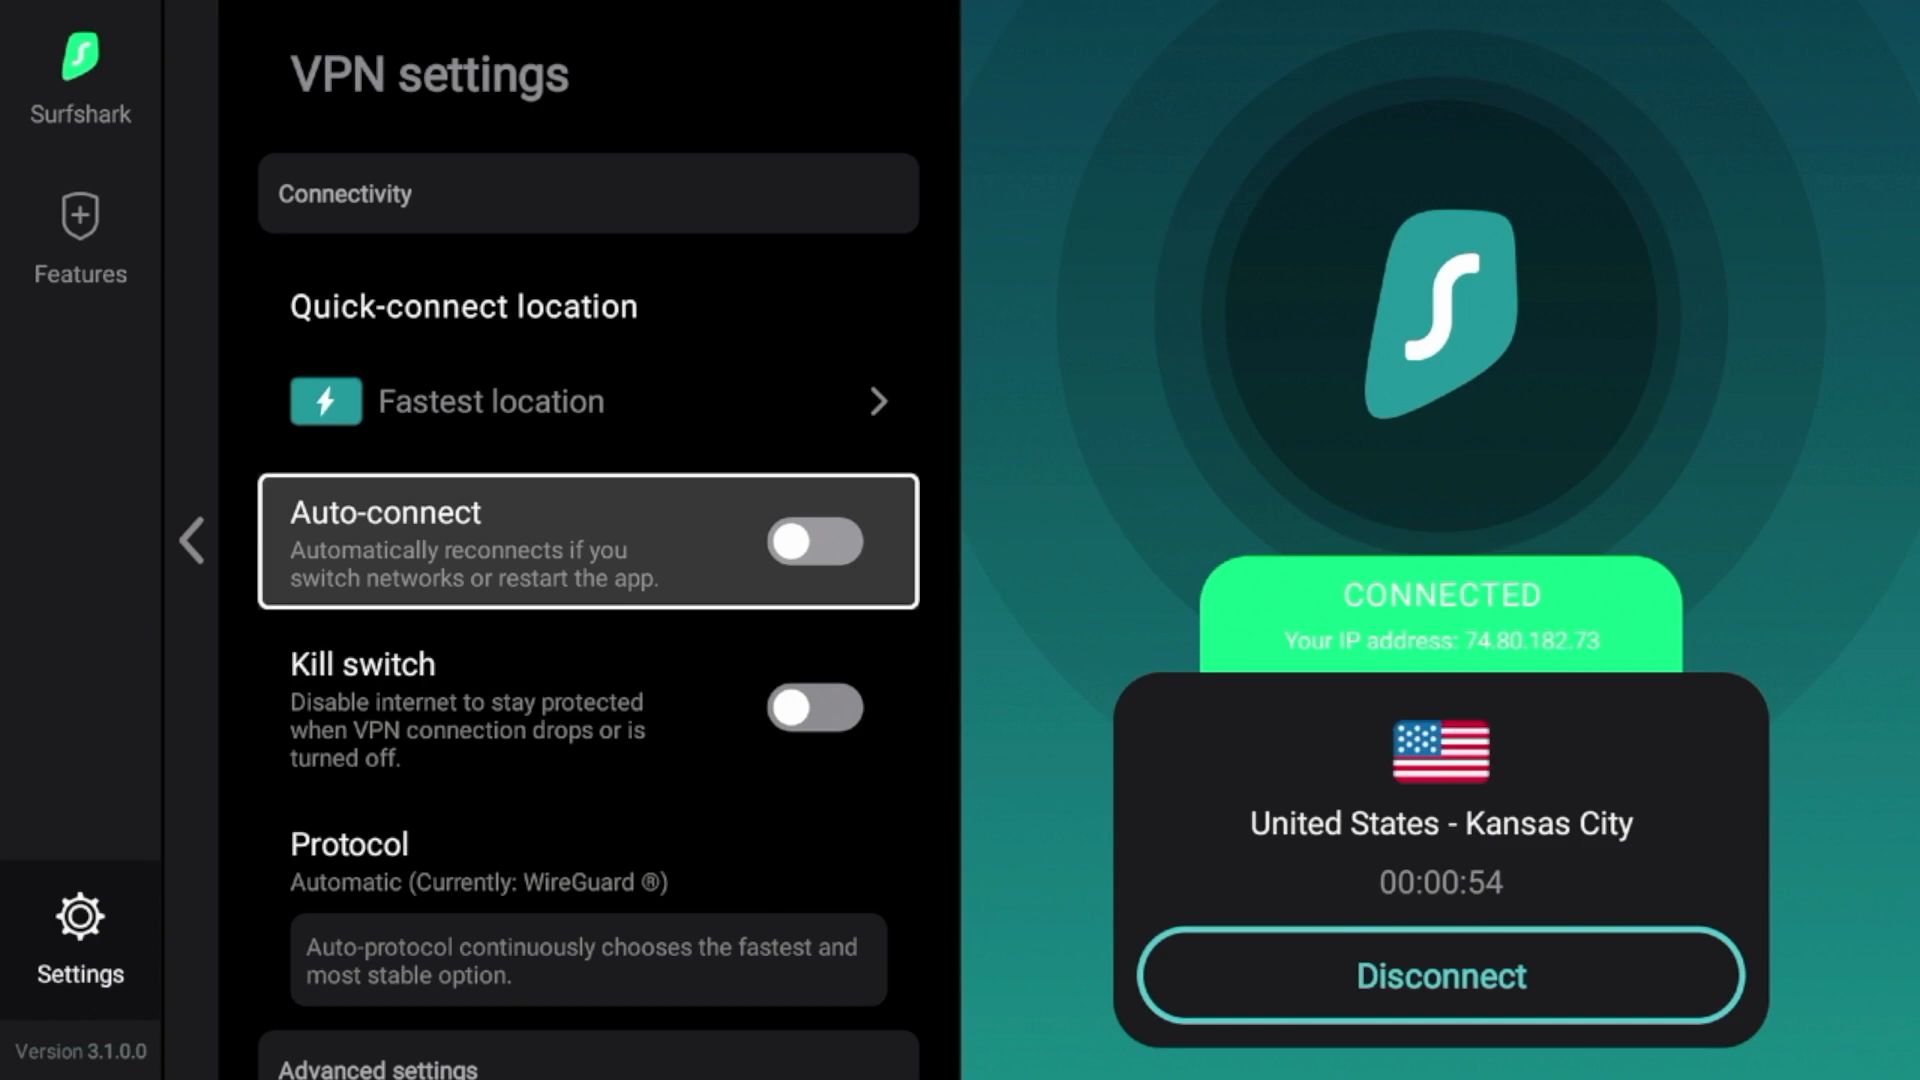 Surfshark
Features
Settings
Version 3.1.0.0
VPN settings
Connectivity
Quick-connect location
Fastest location
Auto-connect
Automatically reconnects if you
switch networks or restart the app.
Kill switch
Disable internet to stay protected
when VPN connection drops or is
turned off.
Protocol
Automatic (Currently: WireGuard ®)
Auto-protocol continuously chooses the fastest and
most stable option.
Advanced settings
CONNECTED
Your IP address: 74.80.182.73
United States - Kansas City
00:00:54
Disconnect